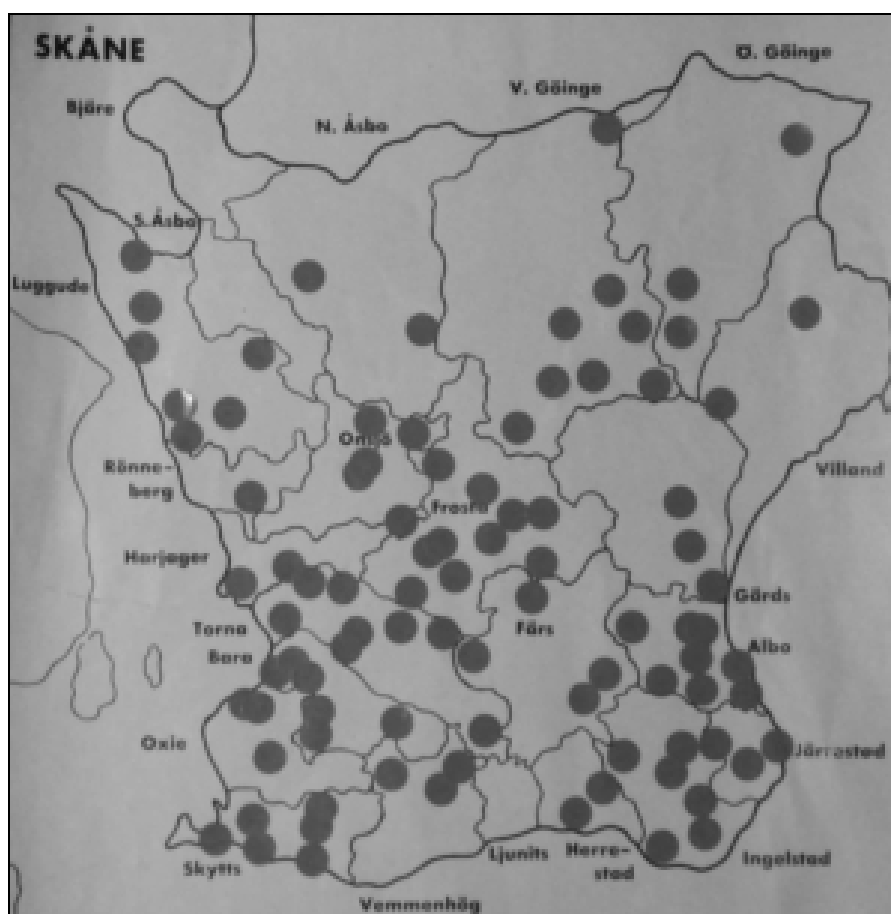 SKÅNE
Ö. Göinge
V. Göinge
Bjäre
N. Åsbo
S. Åsbo
Luggude
Onsjö
Rönne-
berg
Villand
Frosta
Harjager
Gärds
Torna
Färs
Bara
Albo
Oxie
Järrestad
Ljunits
Herre-
stad
Ingelstad
Skytts
Vemmenhög